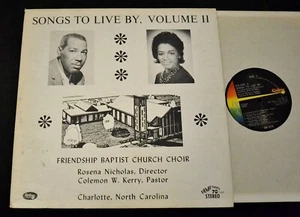 SONGS TO LIVE BY, VOLUME II
FRIENDSHIP BAPTIST CHURCH CHOIR
Rosena Nicholas, Director
Colemon W. Kerry, Pastor
Charlotte, North Carolina
STEREO